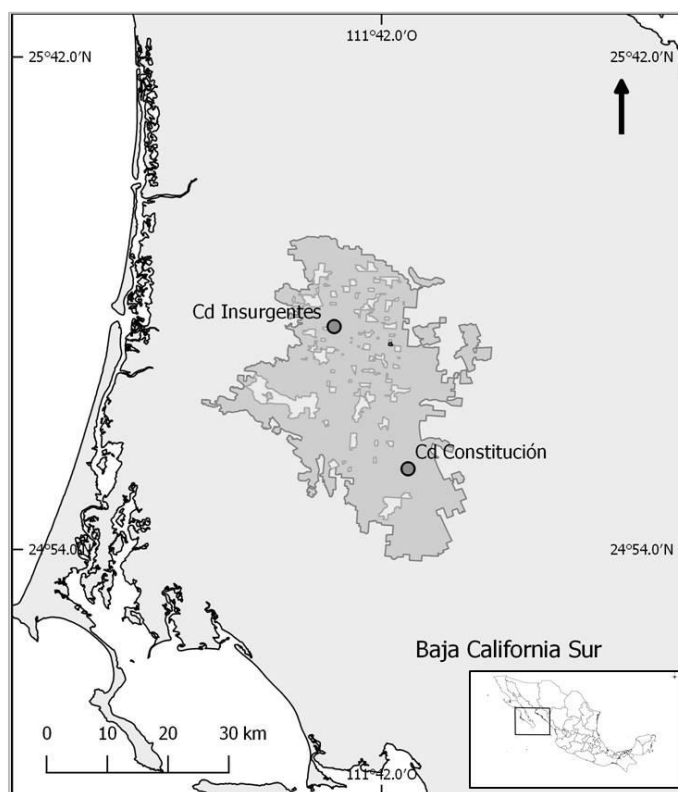 111°42.0'O
25°42.0'N 25°42.0'N
Cd Insurgentes
Cd Constitución
24°54.0'N 24°54.0'N
Baja California Sur
0 10 20 30 km
111°42.0'O